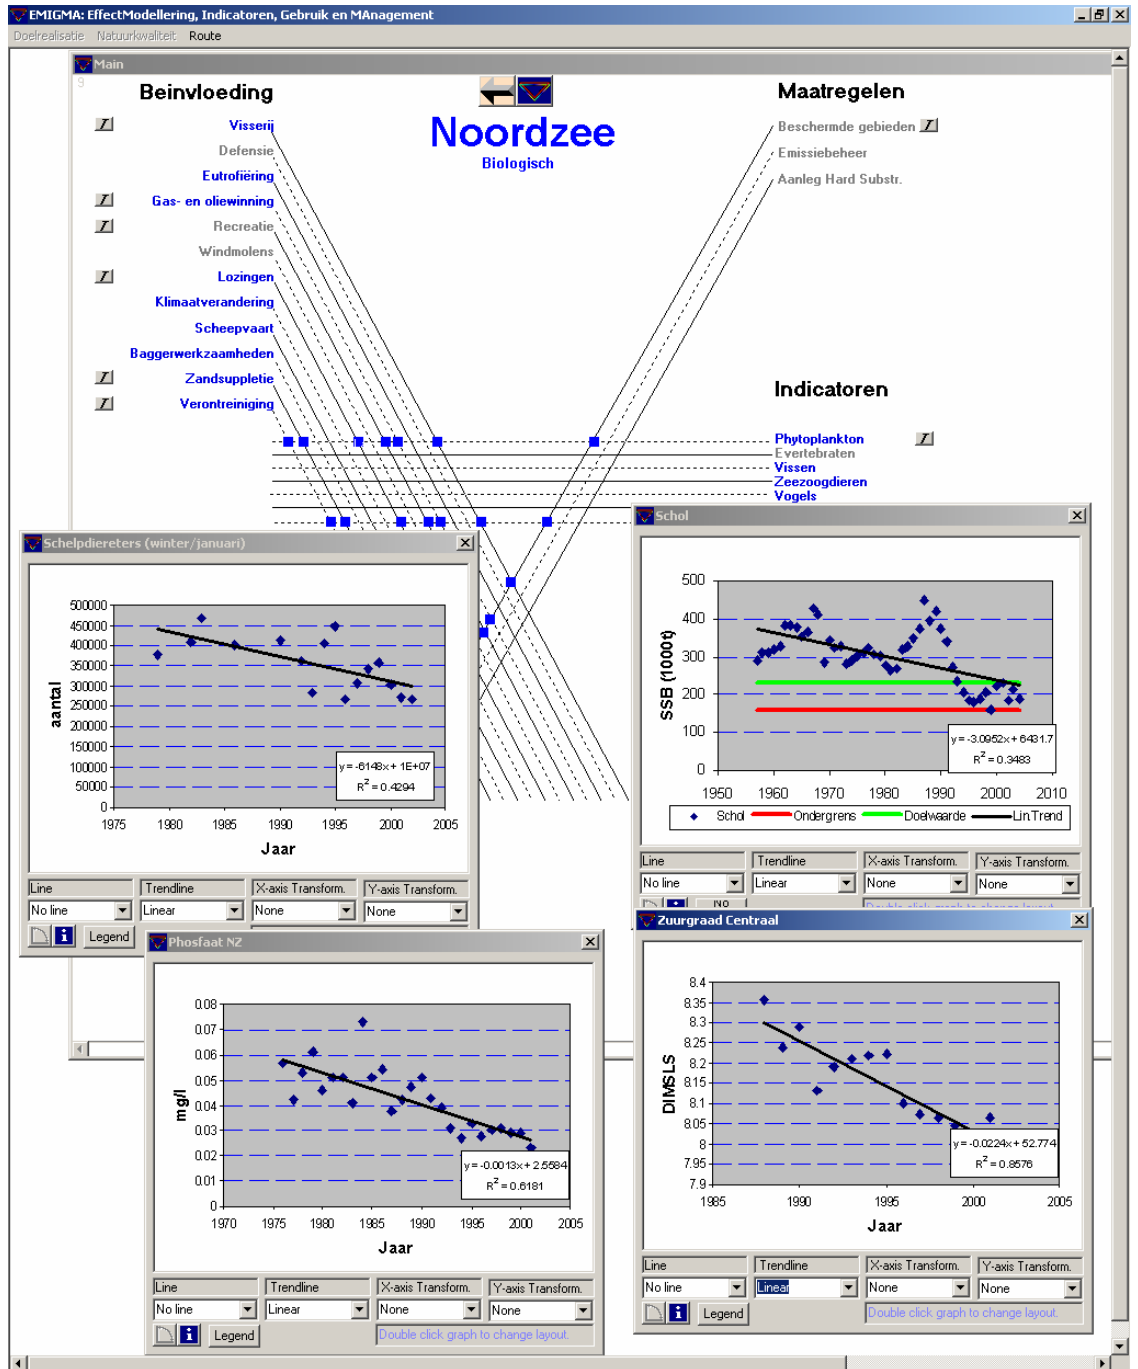 EMIGMA: EffectModellering, Indicatoren, Gebruik en MAnagement
Doelrealisatie Natuurkwaliteit Route
Main
9
Beinvloeding
Maatregelen
Noordzee
Biologisch
Visserij
Defensie
Eutrofiëring
Gas- en oliewinning
Recreatie
Windmolens
Lozingen
Klimaatverandering
Scheepvaart
Baggerwerkzaamheden
Zandsuppletie
Verontreiniging
Beschermde gebieden
Emissiebeheer
Aanleg Hard Substr.
Indicatoren
Phytoplankton
Evertebraten
Vissen
Zeezoogdieren
Vogels
Schelpdiereters (winter/januari)
500000
450000
400000
350000
300000
250000
200000
150000
100000
50000
0
aantal
y = -6148x + 1E+07
R² = 0.4294
1975 1980 1985 1990 1995 2000 2005
Jaar
Line Trendline X-axis Transform. Y-axis Transform.
No line Linear None None
Legend
Schol
500
400
300
200
100
0
SSB (1000t)
y = -3.0952x + 6431.7
R² = 0.3483
1950 1960 1970 1980 1990 2000 2010
Schol Ondergrens Doelwaarde Lin.Trend
Line Trendline X-axis Transform. Y-axis Transform.
No line Linear None None
Phosfaat NZ
0.08
0.07
0.06
0.05
0.04
0.03
0.02
0.01
0
mg/l
y = -0.0013x + 2.5584
R² = 0.6181
1970 1975 1980 1985 1990 1995 2000 2005
Jaar
Line Trendline X-axis Transform. Y-axis Transform.
No line Linear None None
Legend
Double click graph to change layout.
Zuurgraad Centraal
8.4
8.35
8.3
8.25
8.2
8.15
8.1
8.05
8
7.95
7.9
DIMSLS
y = -0.0224x + 52.774
R² = 0.8576
1985 1990 1995 2000 2005
Jaar
Line Trendline X-axis Transform. Y-axis Transform.
No line Linear None None
Legend
Double click graph to change layout.